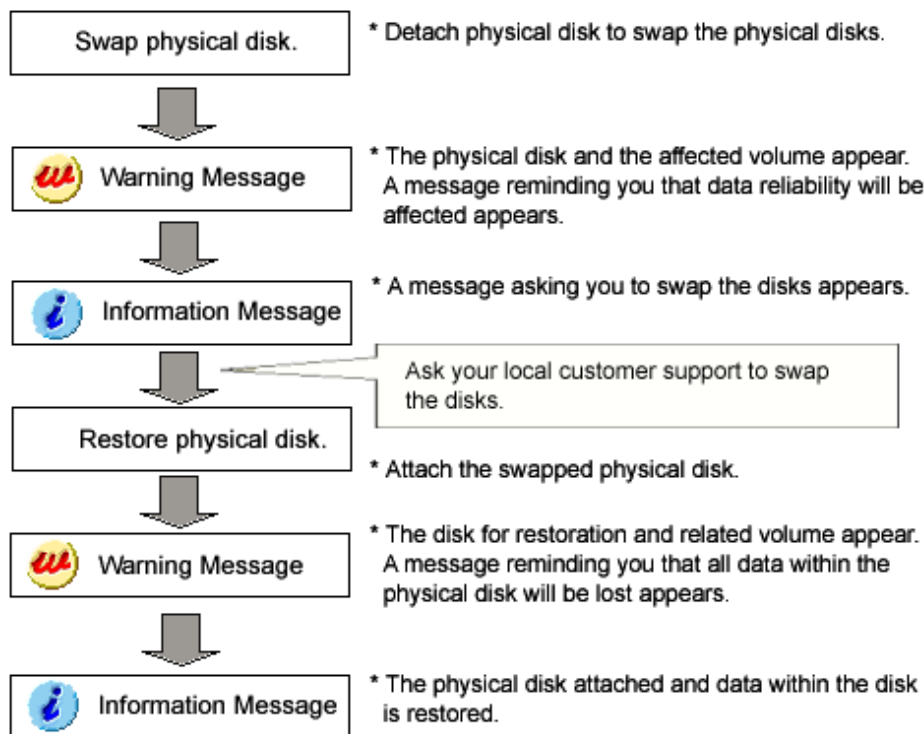 Swap physical disk.
* Detach physical disk to swap the physical disks.
w Warning Message
* The physical disk and the affected volume appear.
A message reminding you that data reliability will be
affected appears.
i Information Message
* A message asking you to swap the disks appears.
Ask your local customer support to swap
the disks.
Restore physical disk.
* Attach the swapped physical disk.
w Warning Message
* The disk for restoration and related volume appear.
A message reminding you that all data within the
physical disk will be lost appears.
i Information Message
* The physical disk attached and data within the disk
is restored.